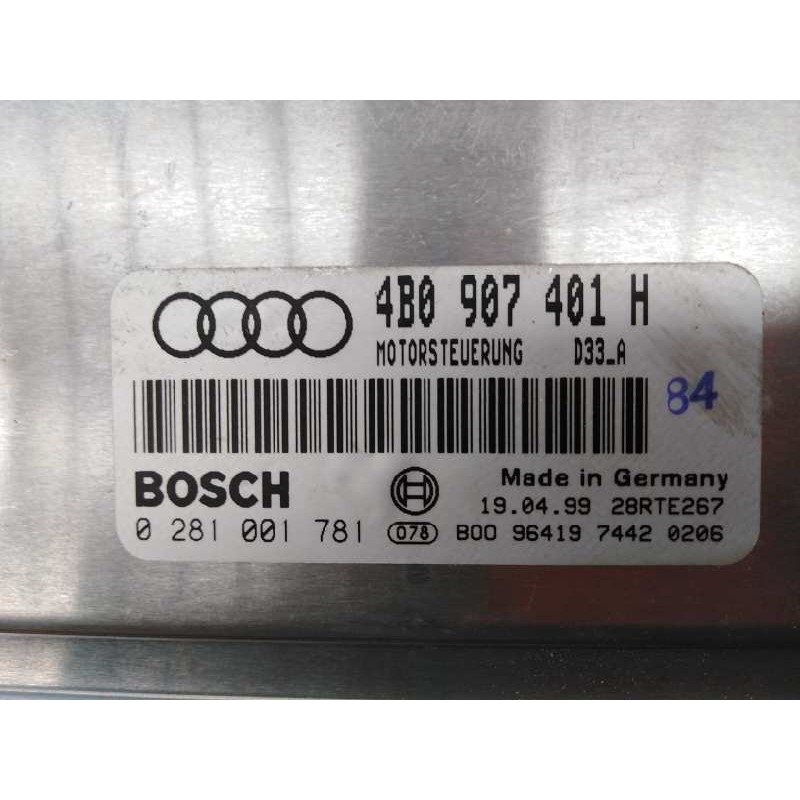 4B0 907 401 H
MOTORSTEUERUNG D33_A
84
BOSCH
Made in Germany
19.04.99 28RTE267
0 281 001 781 078 B00 96419 7442 0206